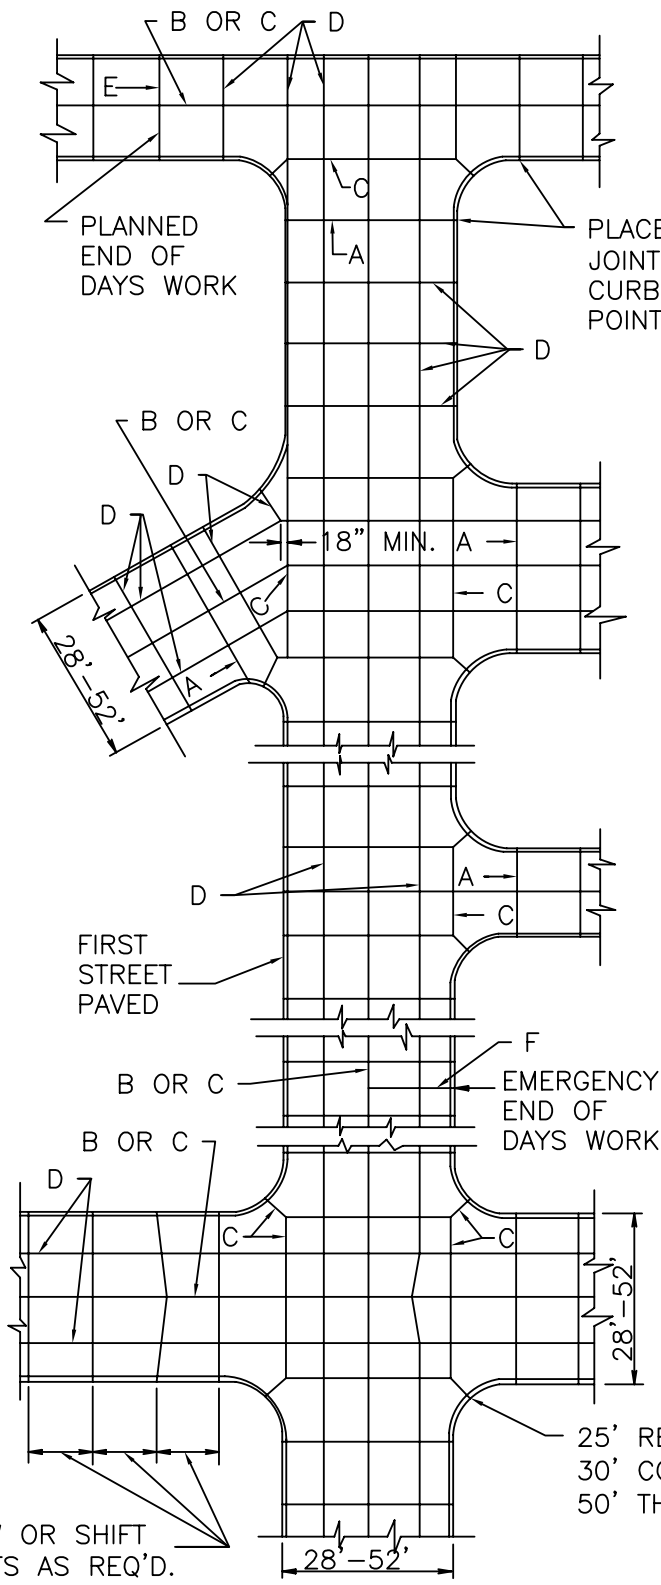 B OR C
D
E
C
PLANNED
END OF
DAYS WORK
A
PLACE
JOINT
CURB
POINT
D
B OR C
D
D
18" MIN.
A
C
C
28'-52'
A
D
A
C
FIRST
STREET
PAVED
F
B OR C
EMERGENCY
END OF
DAYS WORK
B OR C
D
C
C
28'-52'
25' RE
30' CO
50' TH
OR SHIFT
TS AS REQ'D.
28'-52'